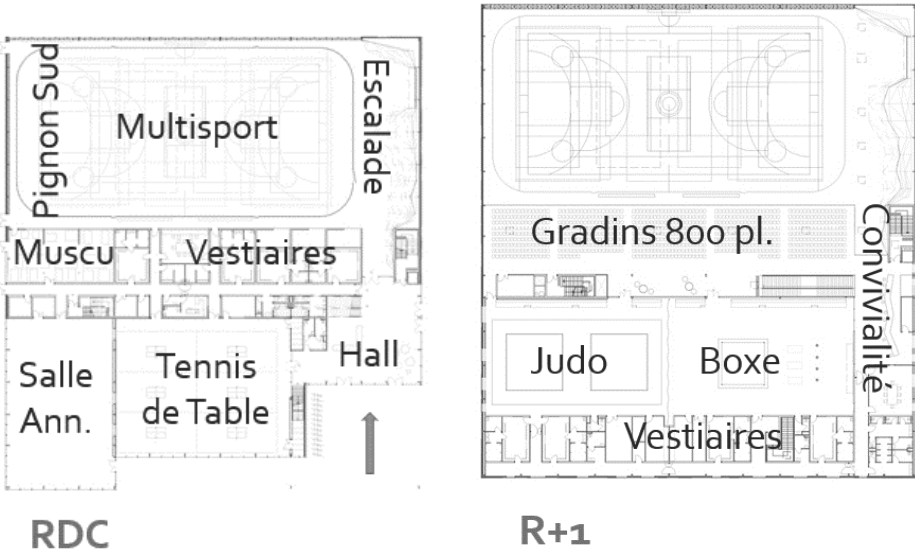 Pignon Sud
Multisport
Escalade
Muscu
Vestiaires
Salle
Ann.
Tennis
de Table
Hall
RDC
Gradins 800 pl.
Convivialité
Judo
Boxe
Vestiaires
R+1